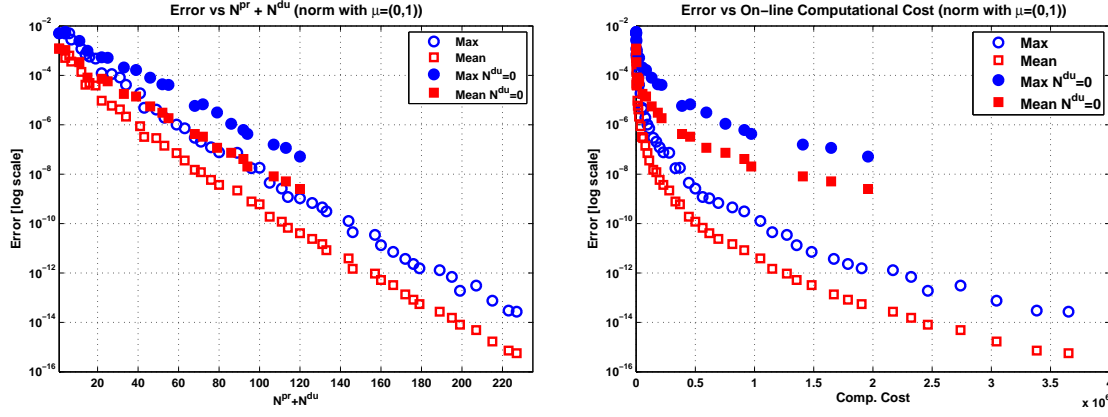 Error vs N^pr + N^du (norm with μ=(0,1))
Error [log scale]
10^−2
10^−4
10^−6
10^−8
10^−10
10^−12
10^−14
10^−16
Max
Mean
Max N^du=0
Mean N^du=0
20 40 60 80 100 120 140 160 180 200 220
N^pr+N^du
Error vs On−line Computational Cost (norm with μ=(0,1))
Error [log scale]
10^−2
10^−4
10^−6
10^−8
10^−10
10^−12
10^−14
10^−16
Max
Mean
Max N^du=0
Mean N^du=0
0 0.5 1 1.5 2 2.5 3 3.5
Comp. Cost